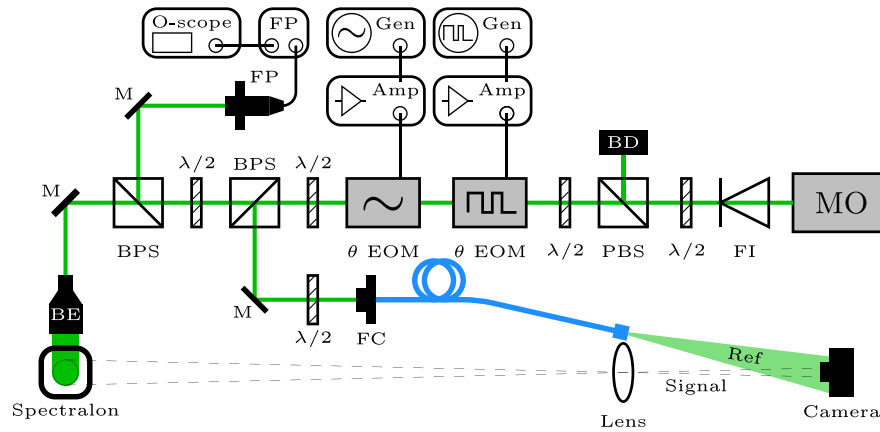 O-scope FP Gen Gen
FP Amp Amp
M BD
λ/2 BPS λ/2
M MO
BPS θ EOM θ EOM λ/2 PBS λ/2 FI
M
BE λ/2 FC
Ref
Signal
Spectralon Lens Camera